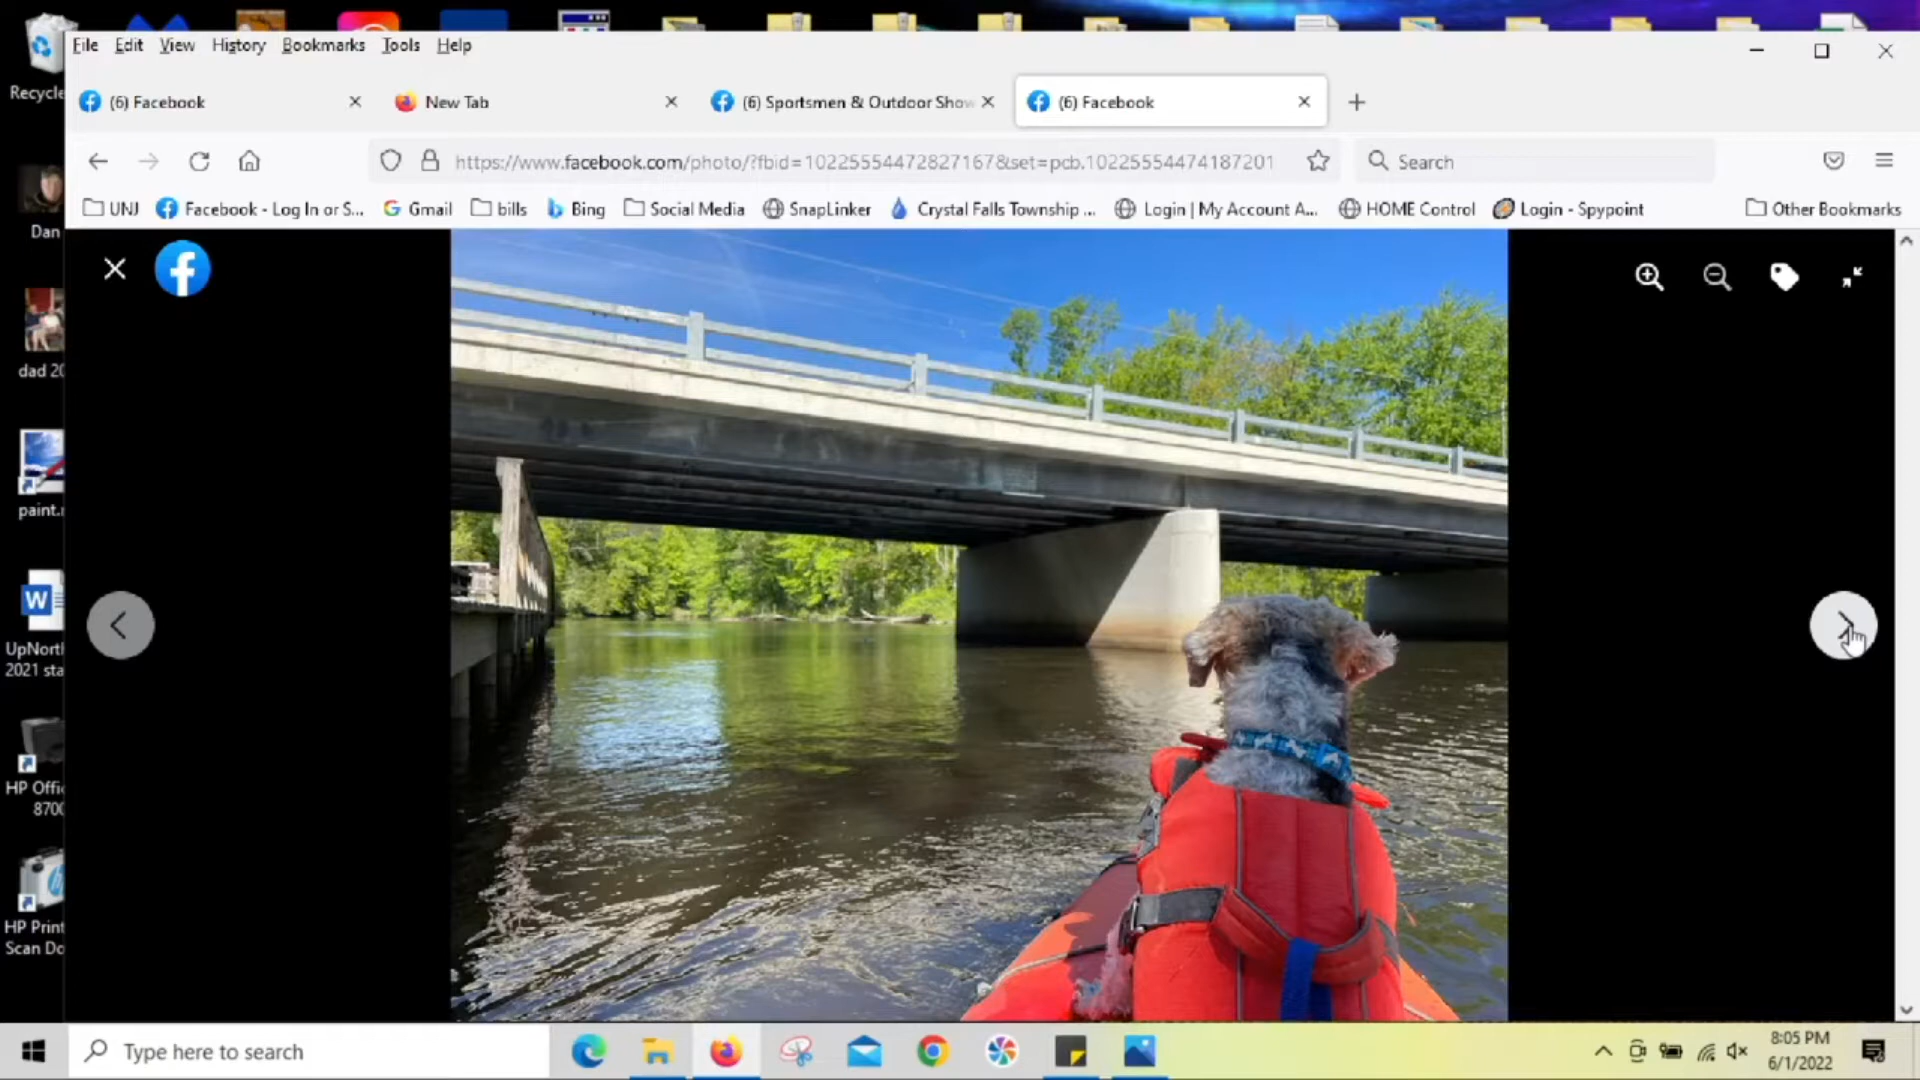 File Edit View History Bookmarks Tools Help
(6) Facebook
New Tab
(6) Sportsmen & Outdoor Show
(6) Facebook
https://www.facebook.com/photo/?fbid=10225554472827167&set=pcb.10225554474187201
Search
UNJ
Facebook - Log In or S...
Gmail
bills
Bing
Social Media
SnapLinker
Crystal Falls Township ...
Login | My Account A...
HOME Control
Login - Spypoint
Other Bookmarks
Recycle
Dan
dad 20
paint.
W
UpNort
2021 sta
HP Offi
8700
HP Print
Scan Do
Type here to search
8:05 PM
6/1/2022